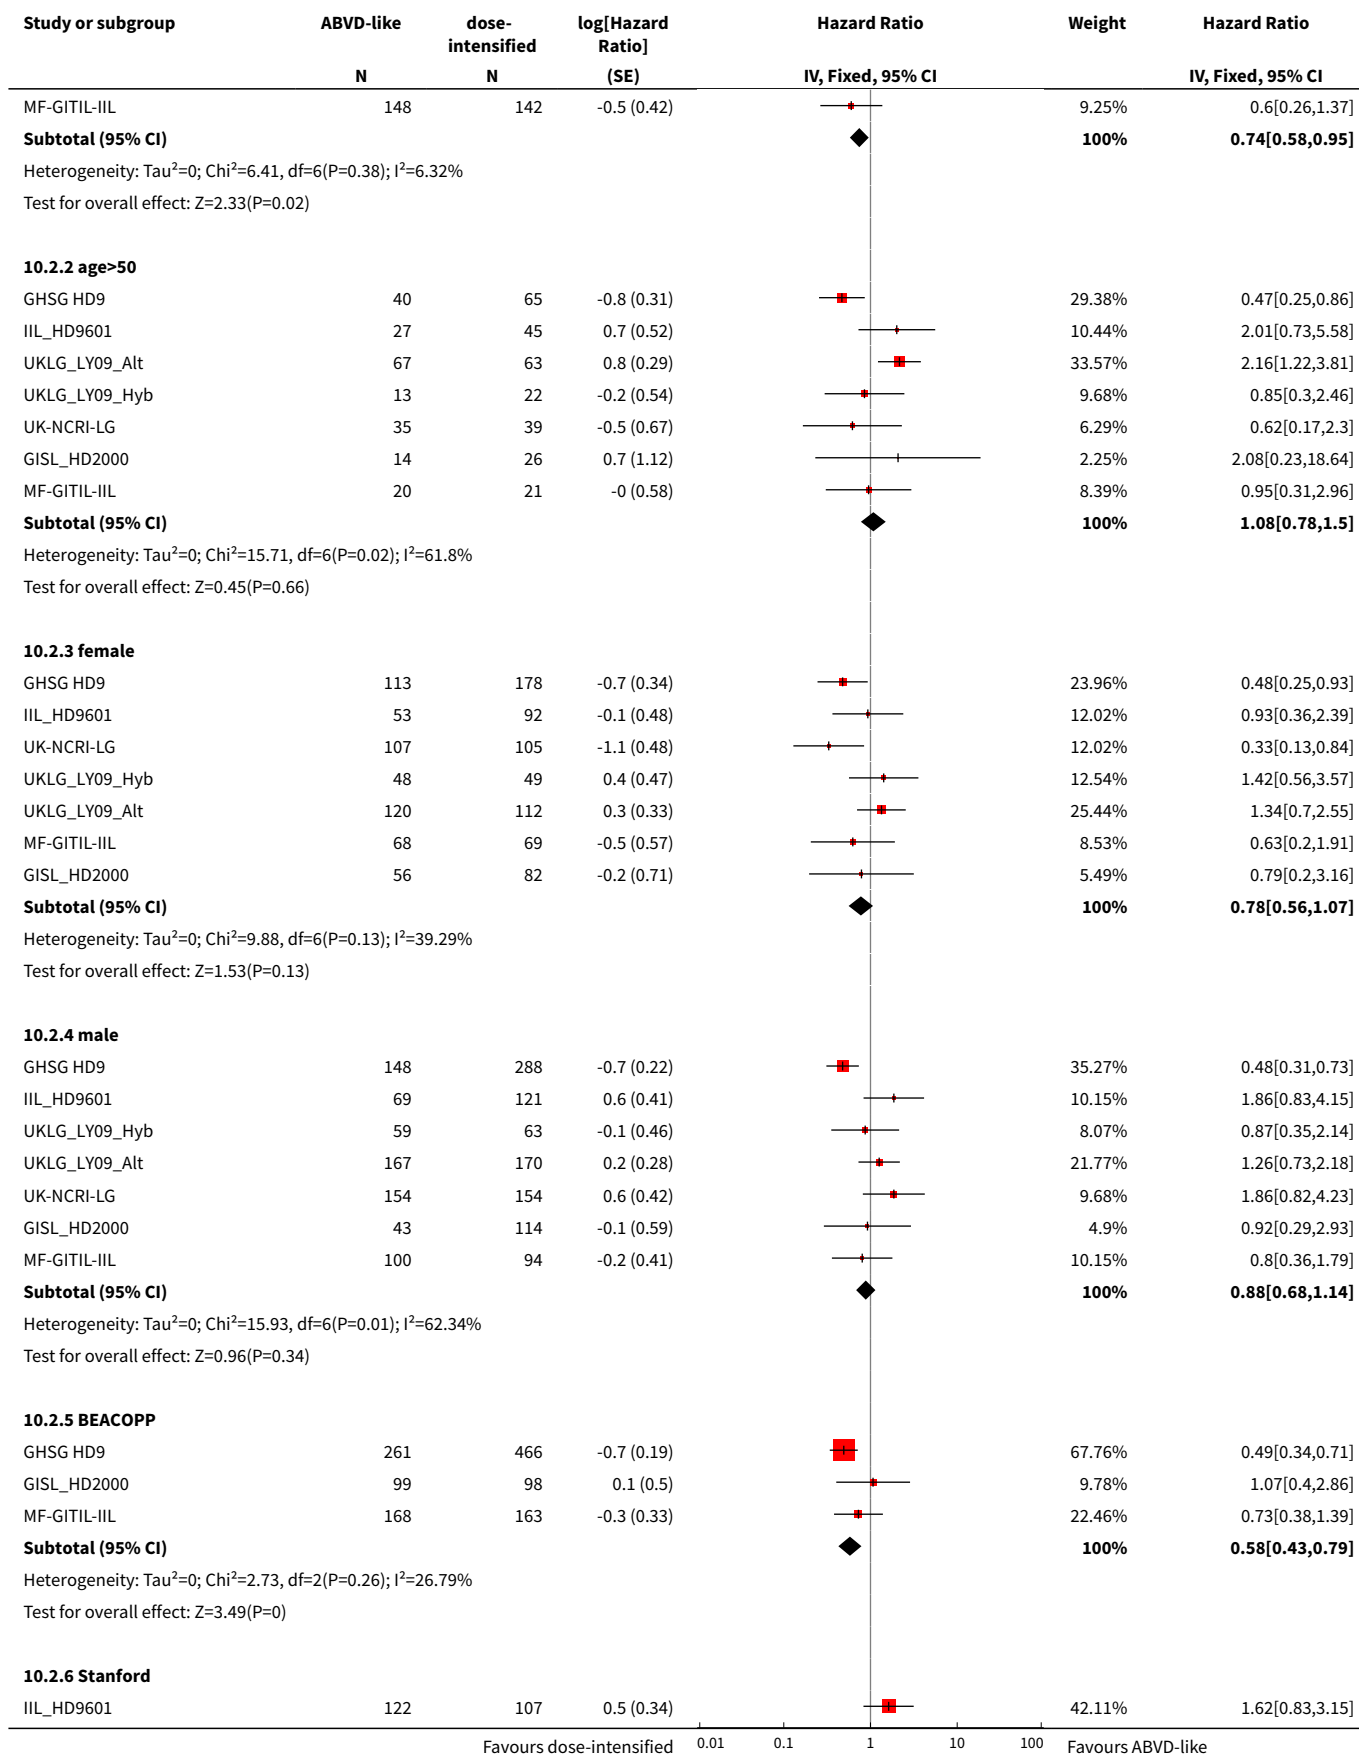 Study or subgroup ABVD-like dose-intensified log[Hazard Ratio] Hazard Ratio Weight Hazard Ratio
N N (SE) IV, Fixed, 95% CI IV, Fixed, 95% CI
MF-GITIL-IIL 148 142 -0.5 (0.42) 9.25% 0.6[0.26,1.37]
Subtotal (95% CI) 100% 0.74[0.58,0.95]
Heterogeneity: Tau²=0; Chi²=6.41, df=6(P=0.38); I²=6.32%
Test for overall effect: Z=2.33(P=0.02)
10.2.2 age>50
GHSG HD9 40 65 -0.8 (0.31) 29.38% 0.47[0.25,0.86]
IIL_HD9601 27 45 0.7 (0.52) 10.44% 2.01[0.73,5.58]
UKLG_LY09_Alt 67 63 0.8 (0.29) 33.57% 2.16[1.22,3.81]
UKLG_LY09_Hyb 13 22 -0.2 (0.54) 9.68% 0.85[0.3,2.46]
UK-NCRI-LG 35 39 -0.5 (0.67) 6.29% 0.62[0.17,2.3]
GISL_HD2000 14 26 0.7 (1.12) 2.25% 2.08[0.23,18.64]
MF-GITIL-IIL 20 21 -0 (0.58) 8.39% 0.95[0.31,2.96]
Subtotal (95% CI) 100% 1.08[0.78,1.5]
Heterogeneity: Tau²=0; Chi²=15.71, df=6(P=0.02); I²=61.8%
Test for overall effect: Z=0.45(P=0.66)
10.2.3 female
GHSG HD9 113 178 -0.7 (0.34) 23.96% 0.48[0.25,0.93]
IIL_HD9601 53 92 -0.1 (0.48) 12.02% 0.93[0.36,2.39]
UK-NCRI-LG 107 105 -1.1 (0.48) 12.02% 0.33[0.13,0.84]
UKLG_LY09_Hyb 48 49 0.4 (0.47) 12.54% 1.42[0.56,3.57]
UKLG_LY09_Alt 120 112 0.3 (0.33) 25.44% 1.34[0.7,2.55]
MF-GITIL-IIL 68 69 -0.5 (0.57) 8.53% 0.63[0.2,1.91]
GISL_HD2000 56 82 -0.2 (0.71) 5.49% 0.79[0.2,3.16]
Subtotal (95% CI) 100% 0.78[0.56,1.07]
Heterogeneity: Tau²=0; Chi²=9.88, df=6(P=0.13); I²=39.29%
Test for overall effect: Z=1.53(P=0.13)
10.2.4 male
GHSG HD9 148 288 -0.7 (0.22) 35.27% 0.48[0.31,0.73]
IIL_HD9601 69 121 0.6 (0.41) 10.15% 1.86[0.83,4.15]
UKLG_LY09_Hyb 59 63 -0.1 (0.46) 8.07% 0.87[0.35,2.14]
UKLG_LY09_Alt 167 170 0.2 (0.28) 21.77% 1.26[0.73,2.18]
UK-NCRI-LG 154 154 0.6 (0.42) 9.68% 1.86[0.82,4.23]
GISL_HD2000 43 114 -0.1 (0.59) 4.9% 0.92[0.29,2.93]
MF-GITIL-IIL 100 94 -0.2 (0.41) 10.15% 0.8[0.36,1.79]
Subtotal (95% CI) 100% 0.88[0.68,1.14]
Heterogeneity: Tau²=0; Chi²=15.93, df=6(P=0.01); I²=62.34%
Test for overall effect: Z=0.96(P=0.34)
10.2.5 BEACOPP
GHSG HD9 261 466 -0.7 (0.19) 67.76% 0.49[0.34,0.71]
GISL_HD2000 99 98 0.1 (0.5) 9.78% 1.07[0.4,2.86]
MF-GITIL-IIL 168 163 -0.3 (0.33) 22.46% 0.73[0.38,1.39]
Subtotal (95% CI) 100% 0.58[0.43,0.79]
Heterogeneity: Tau²=0; Chi²=2.73, df=2(P=0.26); I²=26.79%
Test for overall effect: Z=3.49(P=0)
10.2.6 Stanford
IIL_HD9601 122 107 0.5 (0.34) 42.11% 1.62[0.83,3.15]
Favours dose-intensified 0.01 0.1 1 10 100 Favours ABVD-like